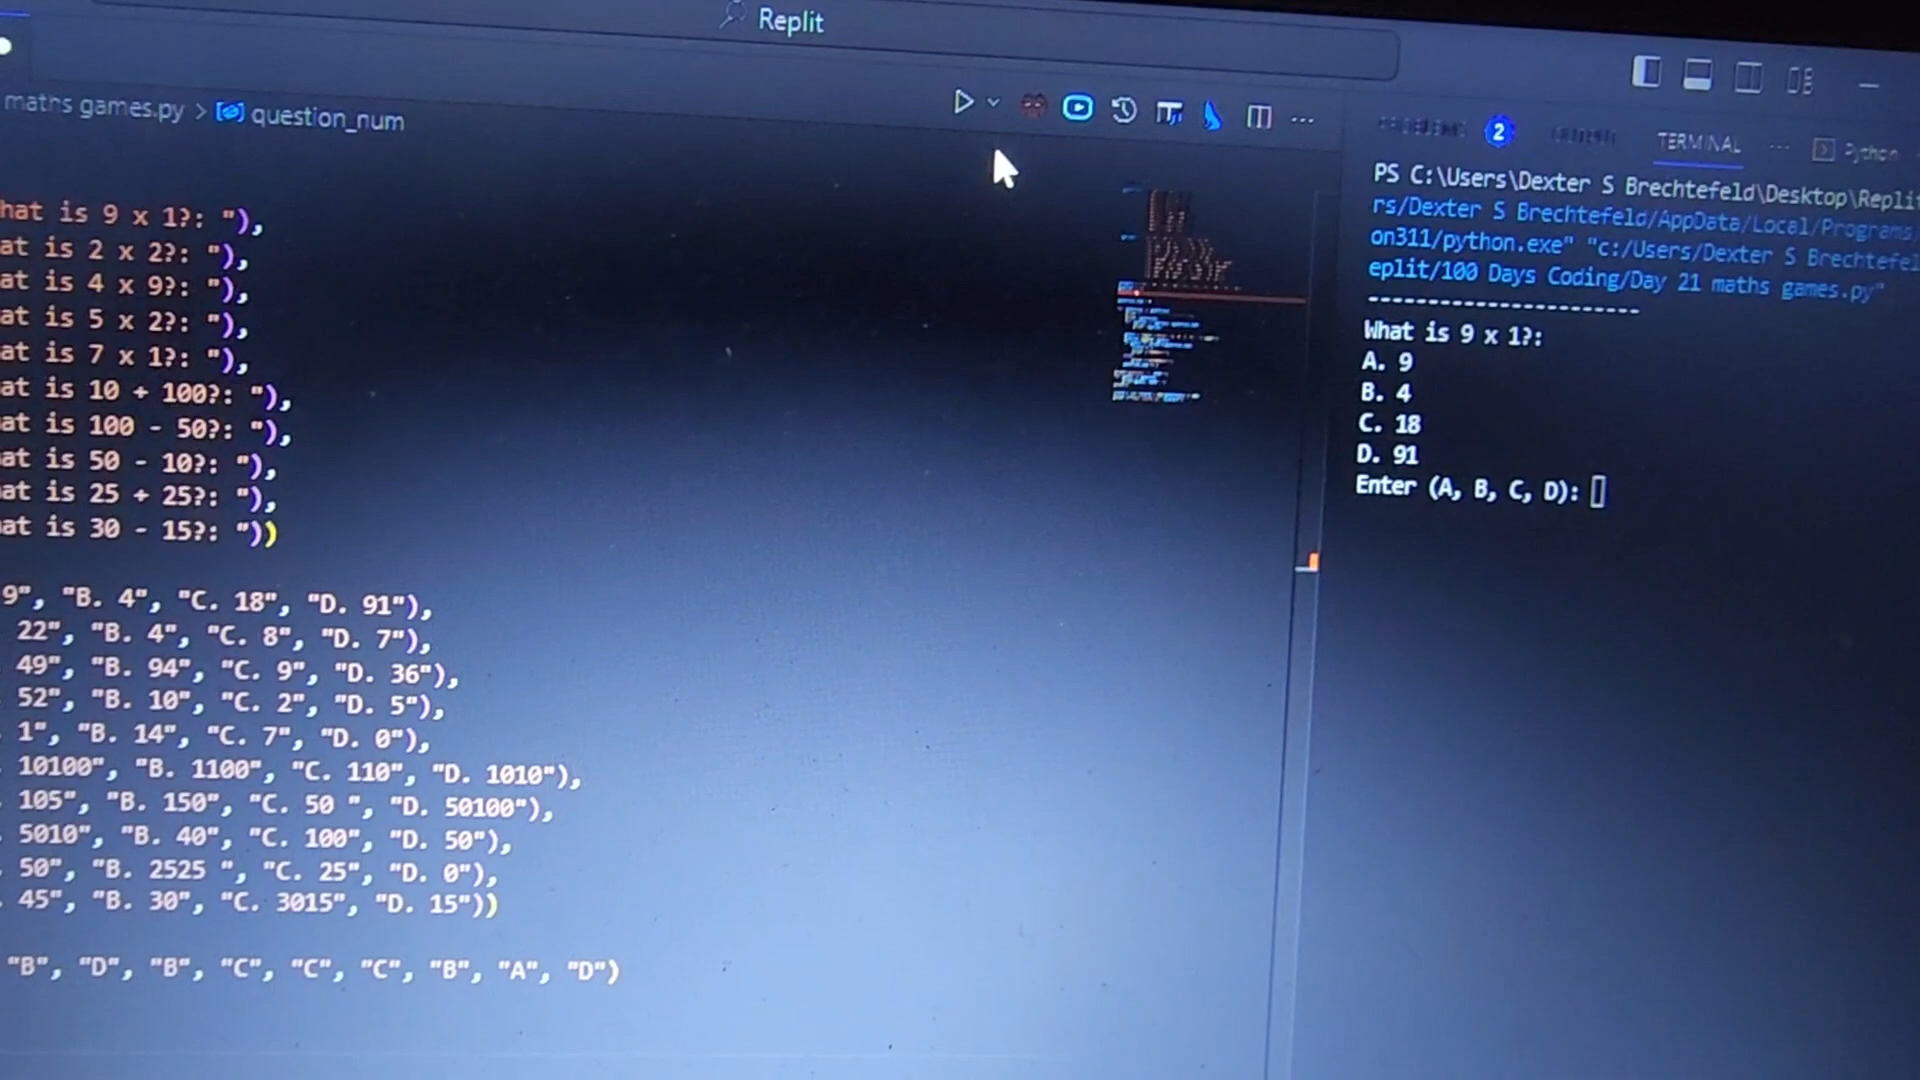 Replit
maths games.py > question_num
hat is 9 x 1?: "),
at is 2 x 2?: "),
at is 4 x 9?: "),
at is 5 x 2?: "),
at is 7 x 1?: "),
at is 10 + 100?: "),
at is 100 - 50?: "),
at is 50 - 10?: "),
at is 25 + 25?: "),
at is 30 - 15?: "))
9", "B. 4", "C. 18", "D. 91"),
22", "B. 4", "C. 8", "D. 7"),
49", "B. 94", "C. 9", "D. 36"),
52", "B. 10", "C. 2", "D. 5"),
1", "B. 14", "C. 7", "D. 0"),
10100", "B. 1100", "C. 110", "D. 1010"),
105", "B. 150", "C. 50 ", "D. 50100"),
. 5010", "B. 40", "C. 100", "D. 50"),
. 50", "B. 2525 ", "C. 25", "D. 0"),
. 45", "B. 30", "C. 3015", "D. 15"))
"B", "D", "B", "C", "C", "C", "B", "A", "D")
PROBLEMS 2 OUTPUT TERMINAL ... Python
PS C:\Users\Dexter S Brechtefeld\Desktop\Replit
rs/Dexter S Brechtefeld/AppData/Local/Programs/
on311/python.exe" "c:/Users/Dexter S Brechtefel
eplit/100 Days Coding/Day 21 maths games.py"
----------------------
What is 9 x 1?:
A. 9
B. 4
C. 18
D. 91
Enter (A, B, C, D):